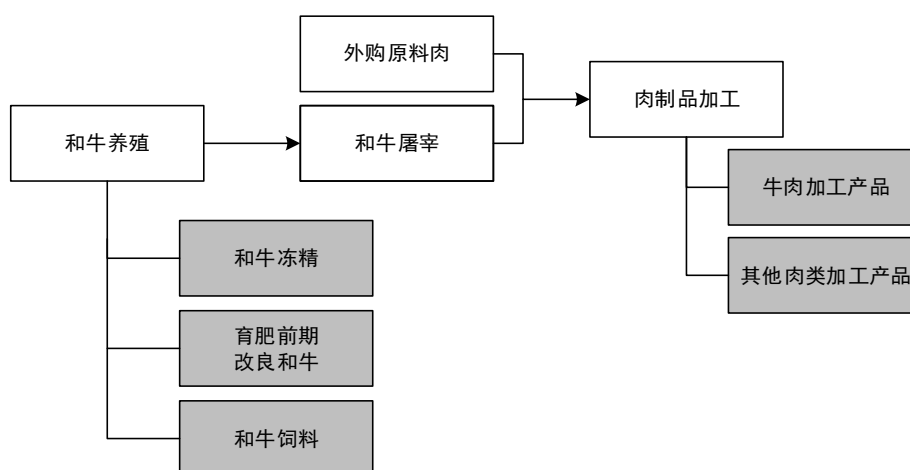 外购原料肉
肉制品加工
和牛养殖
和牛屠宰
牛肉加工产品
和牛冻精
其他肉类加工产品
育肥前期
改良和牛
和牛饲料